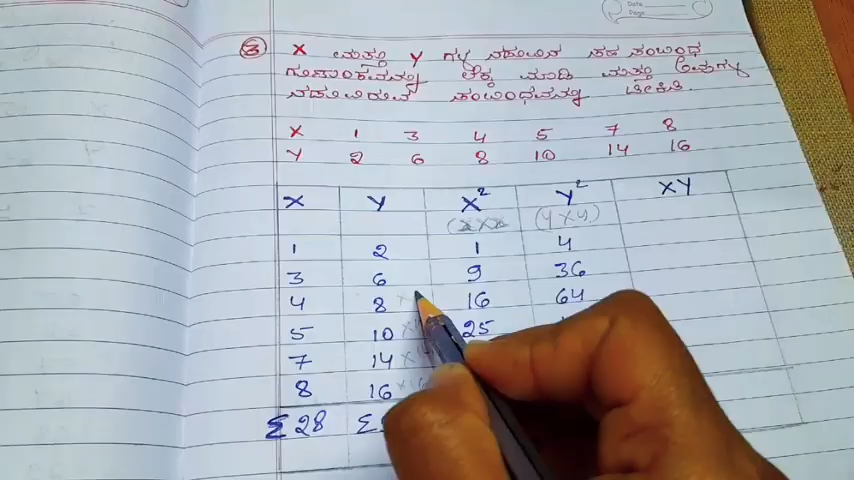 Date
Page
③ X ಮತ್ತು Y ಗಳ ನಡುವಿನ ಸಹ ಸಂಬಂಧ
ಗುಣಾಂಕವನ್ನು ಲೆಕ್ಕ ಮಾಡಿ ಮತ್ತು ಅವುಗಳ
ನಡುವಿರುವ ಸಂಬಂಧವನ್ನು ಚರ್ಚಿಸಿ.
X 1 3 4 5 7 8
Y 2 6 8 10 14 16
X Y X² Y² XY
(X×X) (Y×Y)
1 2 1 4
3 6 9 36
4 8 16 64
5 10 25
7 14
8 16
Σ28 Σ